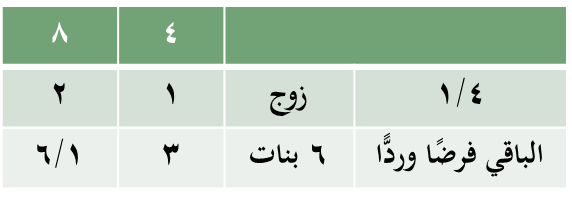 ٤ ٨
١/٤ زوج ١ ٢
الباقي فرضًا وردًّا ٦ بنات ٣ ٦/١